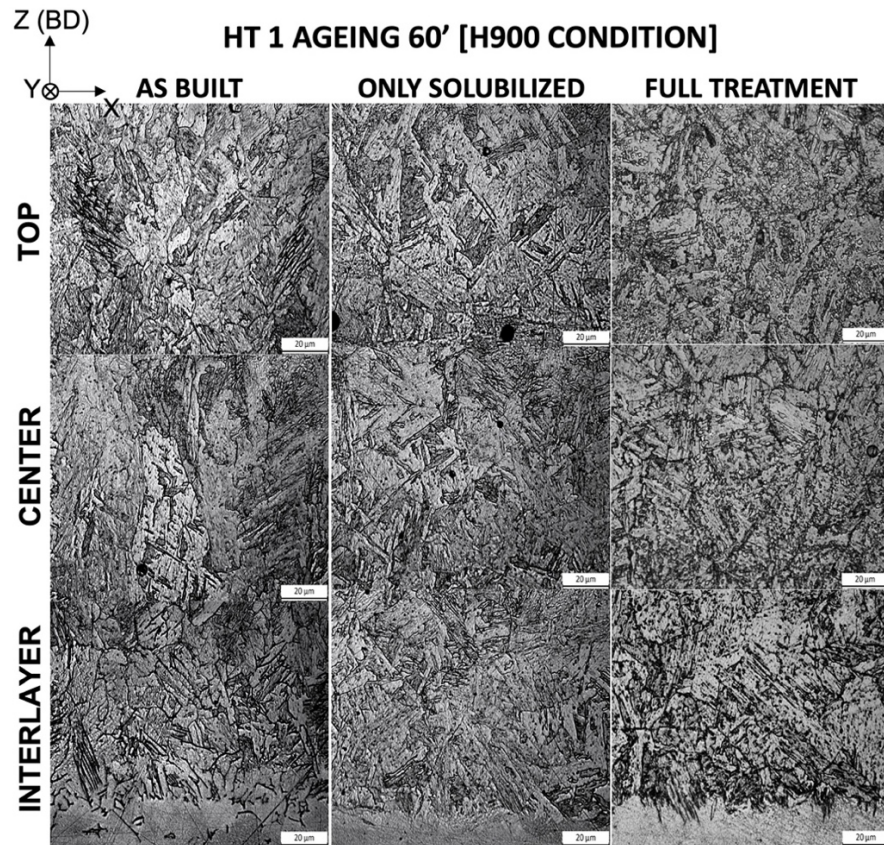 Z (BD)
HT 1 AGEING 60’ [H900 CONDITION]
Y X
AS BUILT ONLY SOLUBILIZED FULL TREATMENT
TOP
20 µm 20 µm 20 µm
CENTER
20 µm 20 µm 20 µm
INTERLAYER
20 µm 20 µm 20 µm